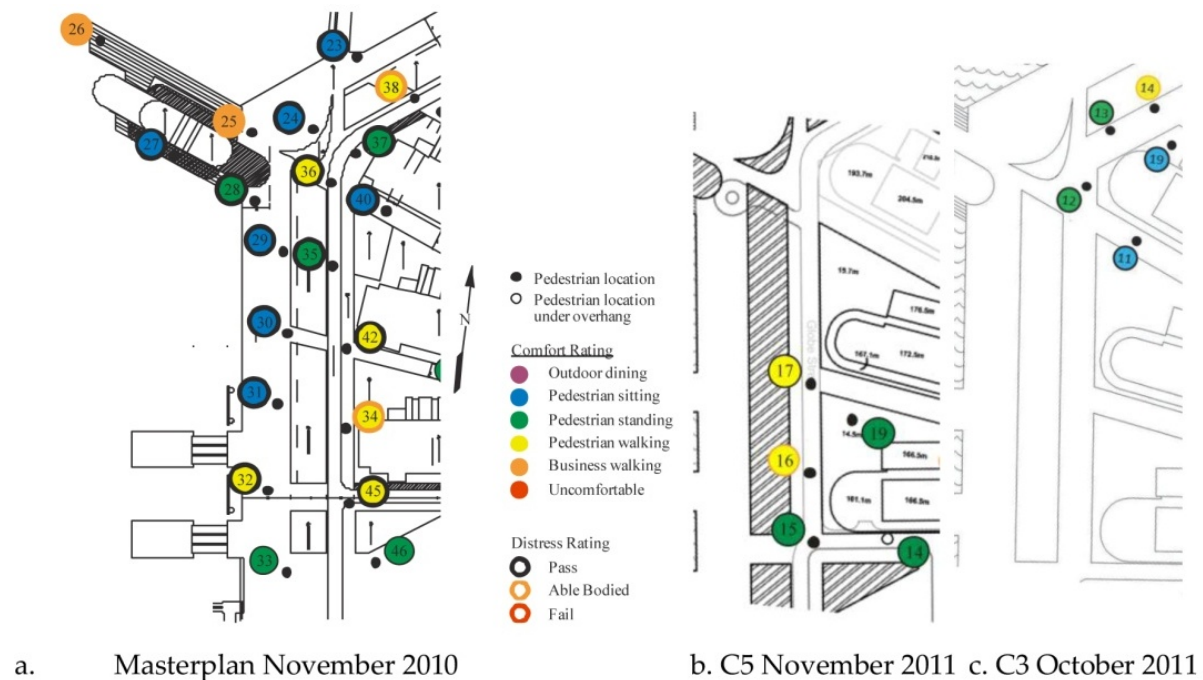 26
23
38
25
24
27
37
36
28
40
29
35
30
42
31
34
32
45
33
46
N
Pedestrian location
Pedestrian location
under overhang
Comfort Rating
Outdoor dining
Pedestrian sitting
Pedestrian standing
Pedestrian walking
Business walking
Uncomfortable
Distress Rating
Pass
Able Bodied
Fail
193.7m
204.5m
15.7m
176.5m
167.1m
172.5m
17
14.5m
19
166.3m
16
161.1m
166.5m
15
14
14
13
19
12
11
a. Masterplan November 2010
b. C5 November 2011
c. C3 October 2011